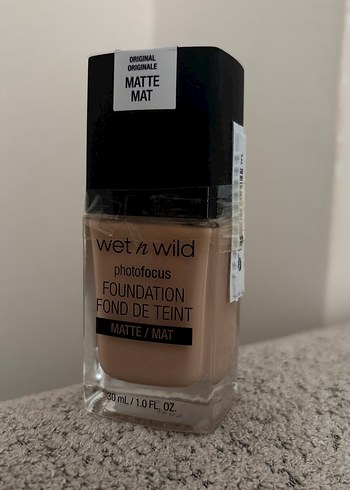 ORIGINAL
ORIGINALE
MATTE
MAT
wet n wild
photofocus
FOUNDATION
FOND DE TEINT
MATTE / MAT
30 mL / 1.0 FL. OZ.